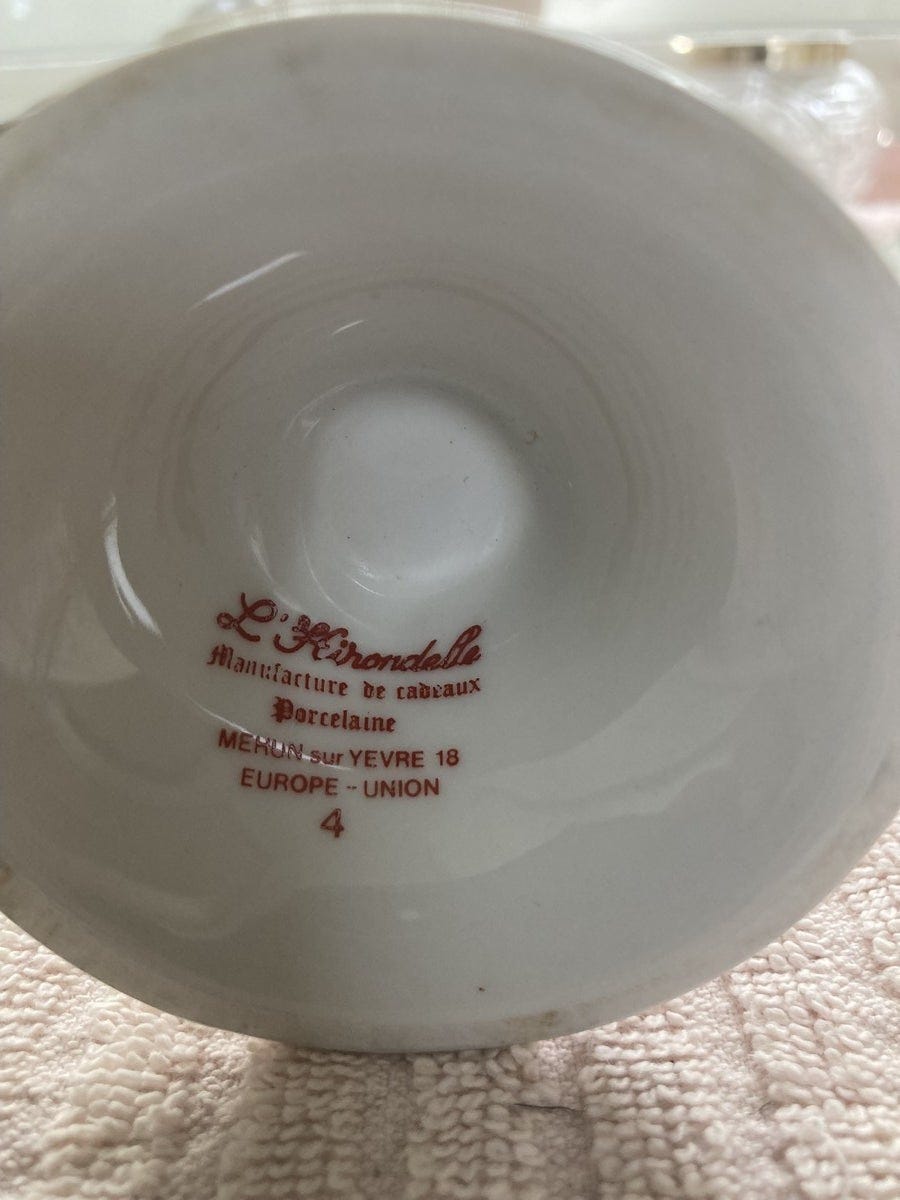 L'Hirondelle
Manufacture de cadeaux
Porcelaine
MEHUN sur YEVRE 18
EUROPE - UNION
4